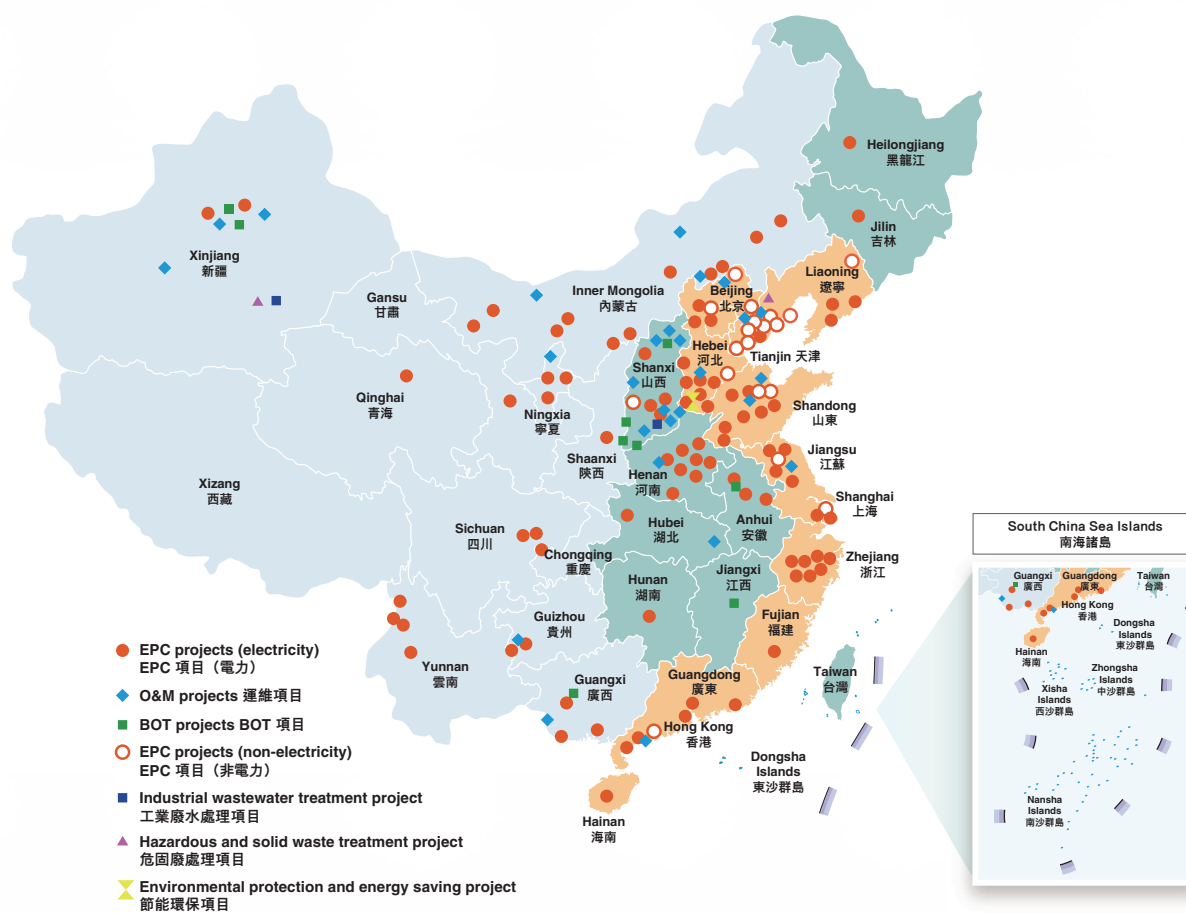 Heilongjiang
黑龍江
Jilin
吉林
Liaoning
遼寧
Xinjiang
新疆
Gansu
甘肅
Inner Mongolia
內蒙古
Beijing
北京
Hebei
河北
Tianjin 天津
Shanxi
山西
Qinghai
青海
Ningxia
寧夏
Shandong
山東
Shaanxi
陝西
Henan
河南
Jiangsu
江蘇
Xizang
西藏
Shanghai
上海
Sichuan
四川
Chongqing
重慶
Hubei
湖北
Anhui
安徽
Zhejiang
浙江
Hunan
湖南
Jiangxi
江西
Guizhou
貴州
Fujian
福建
Yunnan
雲南
Guangxi
廣西
Guangdong
廣東
Taiwan
台灣
Hong Kong
香港
Dongsha
Islands
東沙群島
Hainan
海南
EPC projects (electricity)
EPC 項目（電力）
O&M projects 運維項目
BOT projects BOT 項目
EPC projects (non-electricity)
EPC 項目（非電力）
Industrial wastewater treatment project
工業廢水處理項目
Hazardous and solid waste treatment project
危固廢處理項目
Environmental protection and energy saving project
節能環保項目
South China Sea Islands
南海諸島
Guangxi
廣西
Guangdong
廣東
Taiwan
台灣
Hong Kong
香港
Dongsha
Islands
東沙群島
Hainan
海南
Zhongsha
Islands
中沙群島
Xisha
Islands
西沙群島
Nansha
Islands
南沙群島